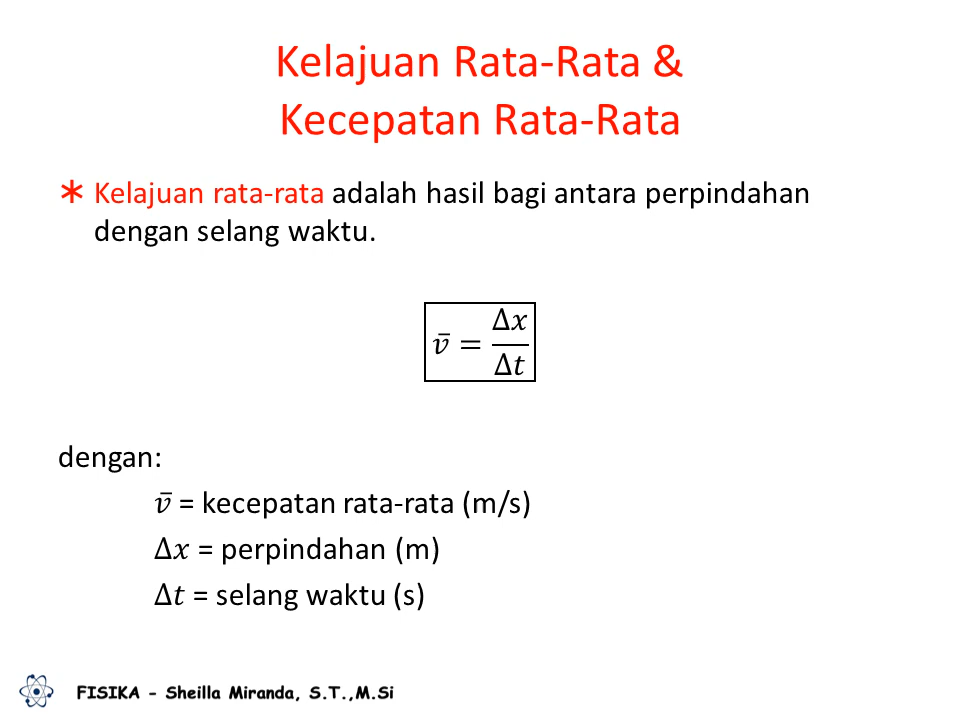 Kelajuan Rata-Rata &
Kecepatan Rata-Rata
* Kelajuan rata-rata adalah hasil bagi antara perpindahan
dengan selang waktu.
v̄ = Δx/Δt
dengan:
v̄ = kecepatan rata-rata (m/s)
Δx = perpindahan (m)
Δt = selang waktu (s)
FISIKA - Sheilla Miranda, S.T.,M.Si